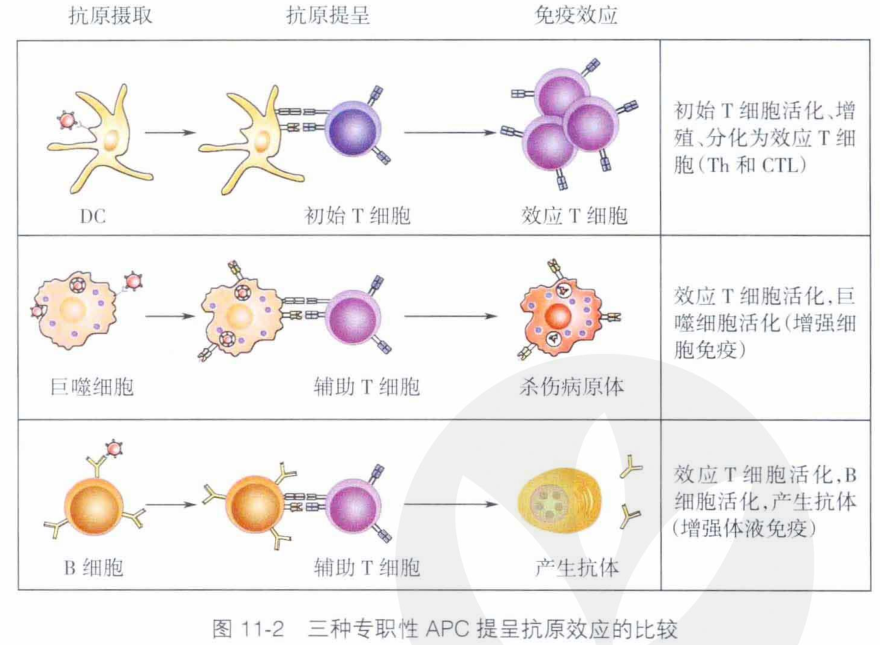 抗原摄取 抗原提呈 免疫效应
初始 T 细胞活化、增
殖、分化为效应 T 细
胞(Th 和 CTL)
DC 初始 T 细胞 效应 T 细胞
效应 T 细胞活化,巨
噬细胞活化(增强细
胞免疫)
巨噬细胞 辅助 T 细胞 杀伤病原体
效应 T 细胞活化,B
细胞活化,产生抗体
(增强体液免疫)
B 细胞 辅助 T 细胞 产生抗体
图 11-2 三种专职性 APC 提呈抗原效应的比较